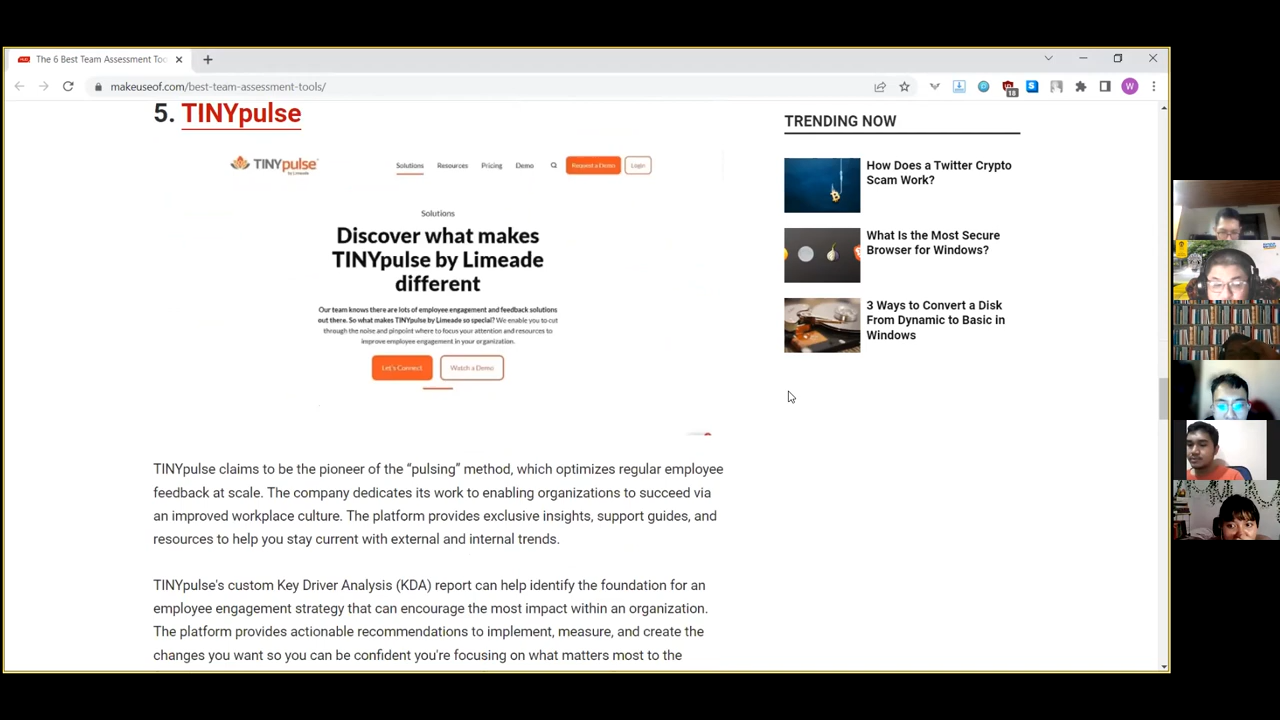 The 6 Best Team Assessment Too
makeuseof.com/best-team-assessment-tools/
18
W
5. TINYpulse
TINYpulse
by Limeade
Solutions
Resources
Pricing
Demo
Request a Demo
Login
Solutions
Discover what makes
TINYpulse by Limeade
different
Our team knows there are lots of employee engagement and feedback solutions
out there. So what makes TINYpulse by Limeade so special? We enable you to cut
through the noise and pinpoint where to focus your attention and resources to
improve employee engagement in your organization.
Let's Connect
Watch a Demo
TINYpulse claims to be the pioneer of the “pulsing” method, which optimizes regular employee
feedback at scale. The company dedicates its work to enabling organizations to succeed via
an improved workplace culture. The platform provides exclusive insights, support guides, and
resources to help you stay current with external and internal trends.
TINYpulse's custom Key Driver Analysis (KDA) report can help identify the foundation for an
employee engagement strategy that can encourage the most impact within an organization.
The platform provides actionable recommendations to implement, measure, and create the
changes you want so you can be confident you're focusing on what matters most to the
TRENDING NOW
How Does a Twitter Crypto
Scam Work?
What Is the Most Secure
Browser for Windows?
3 Ways to Convert a Disk
From Dynamic to Basic in
Windows